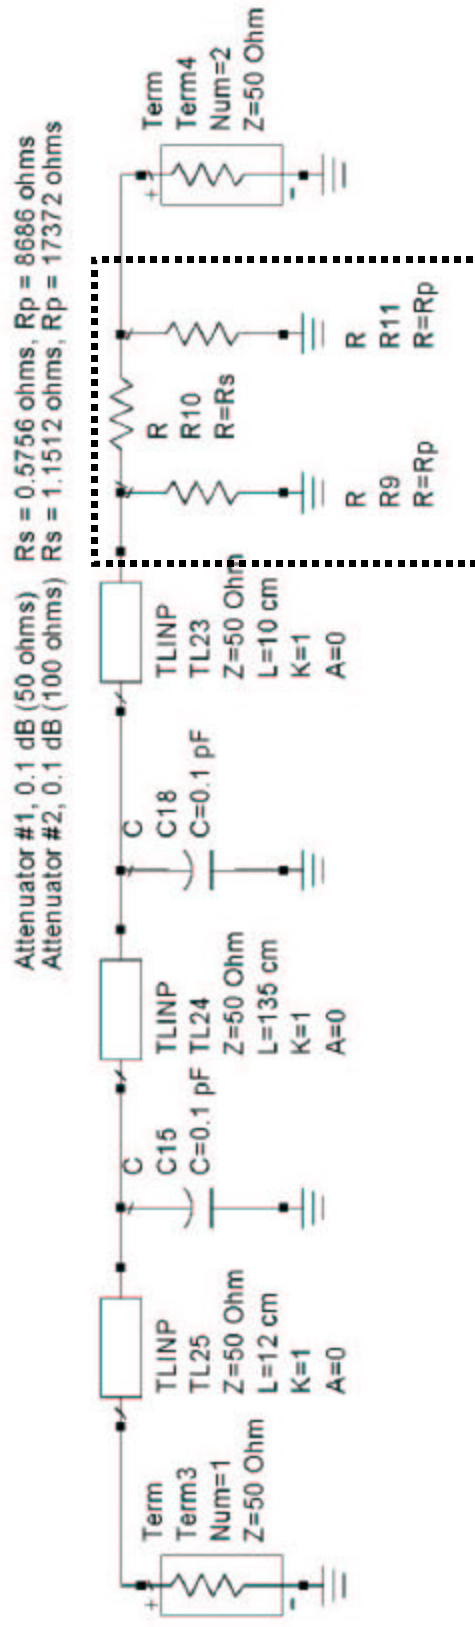 Attenuator #1, 0.1 dB (50 ohms) Rs = 0.5756 ohms, Rp = 8686 ohms
Attenuator #2, 0.1 dB (100 ohms) Rs = 1.1512 ohms, Rp = 17372 ohms
Term
Term3
Num=1
Z=50 Ohm
+
-
TLINP
TL25
Z=50 Ohm
L=12 cm
K=1
A=0
C
C15
C=0.1 pF
TLINP
TL24
Z=50 Ohm
L=135 cm
K=1
A=0
C
C18
C=0.1 pF
TLINP
TL23
Z=50 Ohm
L=10 cm
K=1
A=0
R
R9
R=Rp
R
R10
R=Rs
R
R11
R=Rp
Term
Term4
Num=2
Z=50 Ohm
+
-